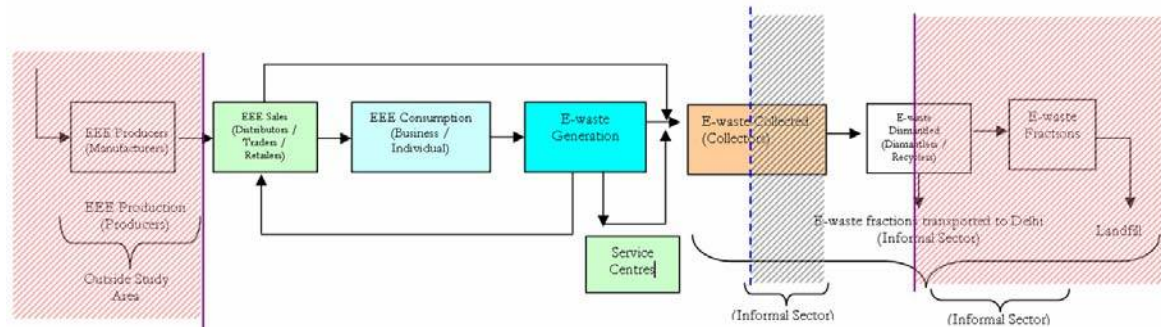 EEE Producers
(Manufacturers)
EEE Sales
(Distributors /
Traders /
Retailers)
EEE Consumption
(Business /
Individual)
E-waste
Generation
E-waste Collected
(Collectors)
E-waste
Dismantled
(Dismantlers /
Recyclers)
E-waste
Fractions
EEE Production
(Producers)
Outside Study
Area
Service
Centres
E-waste fractions transported to Delhi
(Informal Sector)
Landfill
(Informal Sector)
(Informal Sector)